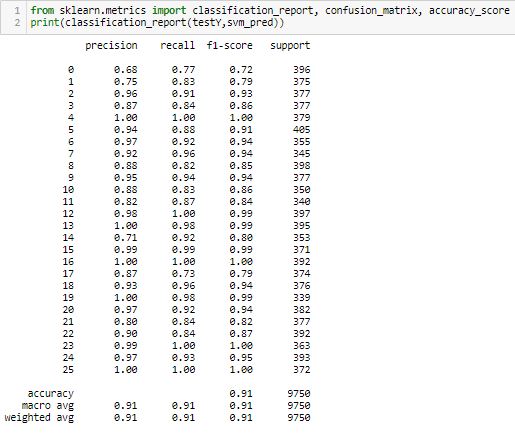 1 from sklearn.metrics import classification_report, confusion_matrix, accuracy_score
2 print(classification_report(testY,svm_pred))
precision recall f1-score support
0 0.68 0.77 0.72 396
1 0.75 0.83 0.79 375
2 0.96 0.91 0.93 377
3 0.87 0.84 0.86 377
4 1.00 1.00 1.00 379
5 0.94 0.88 0.91 405
6 0.97 0.92 0.94 355
7 0.92 0.96 0.94 345
8 0.88 0.82 0.85 398
9 0.95 0.94 0.94 377
10 0.88 0.83 0.86 350
11 0.82 0.87 0.84 340
12 0.98 1.00 0.99 397
13 1.00 0.98 0.99 395
14 0.71 0.92 0.80 353
15 0.99 0.99 0.99 371
16 1.00 1.00 1.00 392
17 0.87 0.73 0.79 374
18 0.93 0.96 0.94 376
19 1.00 0.98 0.99 339
20 0.97 0.92 0.94 382
21 0.80 0.84 0.82 377
22 0.90 0.84 0.87 392
23 0.99 1.00 1.00 363
24 0.97 0.93 0.95 393
25 1.00 1.00 1.00 372
accuracy 0.91 9750
macro avg 0.91 0.91 0.91 9750
weighted avg 0.91 0.91 0.91 9750